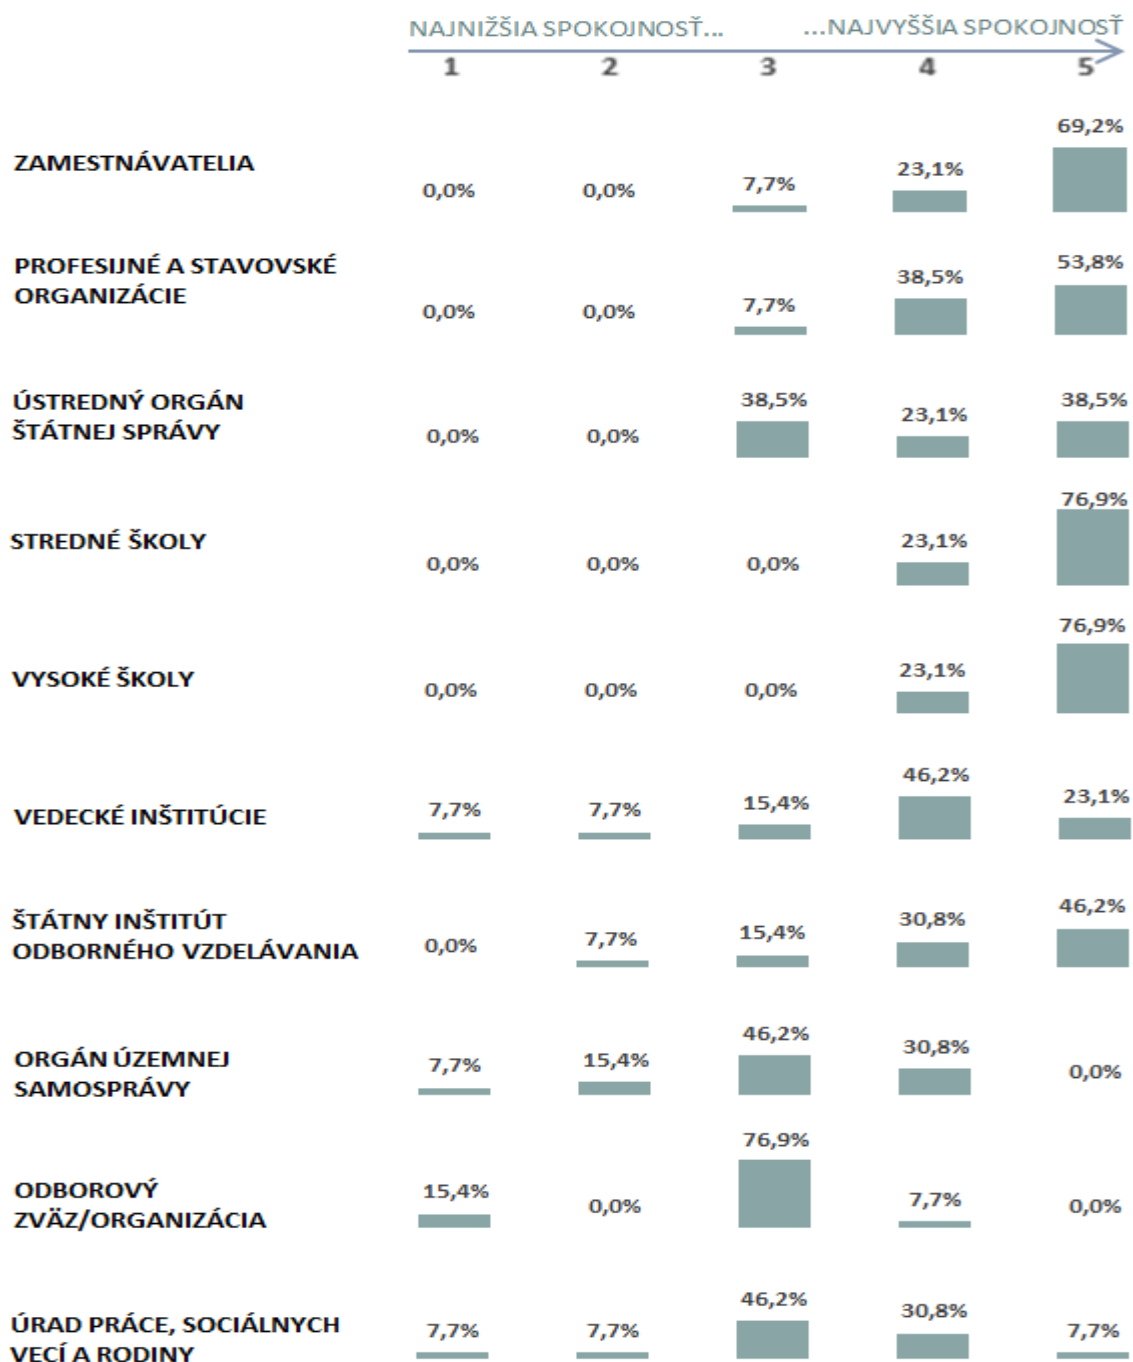 NAJNIŽŠIA SPOKOJNOSŤ... ...NAJVYŠŠIA SPOKOJNOSŤ
1 2 3 4 5
ZAMESTNÁVATELIA
0,0% 0,0% 7,7% 23,1% 69,2%
PROFESIJNÉ A STAVOVSKÉ
ORGANIZÁCIE
0,0% 0,0% 7,7% 38,5% 53,8%
ÚSTREDNÝ ORGÁN
ŠTÁTNEJ SPRÁVY
0,0% 0,0% 38,5% 23,1% 38,5%
STREDNÉ ŠKOLY
0,0% 0,0% 0,0% 23,1% 76,9%
VYSOKÉ ŠKOLY
0,0% 0,0% 0,0% 23,1% 76,9%
VEDECKÉ INŠTITÚCIE
7,7% 7,7% 15,4% 46,2% 23,1%
ŠTÁTNY INŠTITÚT
ODBORNÉHO VZDELÁVANIA
0,0% 7,7% 15,4% 30,8% 46,2%
ORGÁN ÚZEMNEJ
SAMOSPRÁVY
7,7% 15,4% 46,2% 30,8% 0,0%
ODBOROVÝ
ZVÄZ/ORGANIZÁCIA
15,4% 0,0% 76,9% 7,7% 0,0%
ÚRAD PRÁCE, SOCIÁLNYCH
VECÍ A RODINY
7,7% 7,7% 46,2% 30,8% 7,7%